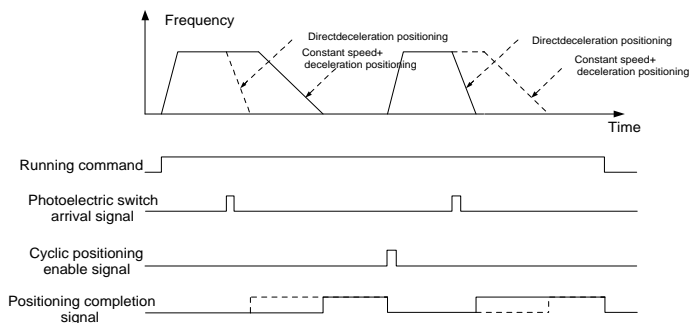 Frequency
Directdeceleration positioning
Constant speed+
deceleration positioning
Directdeceleration positioning
Constant speed+
deceleration positioning
Time
Running command
Photoelectric switch
arrival signal
Cyclic positioning
enable signal
Positioning completion
signal